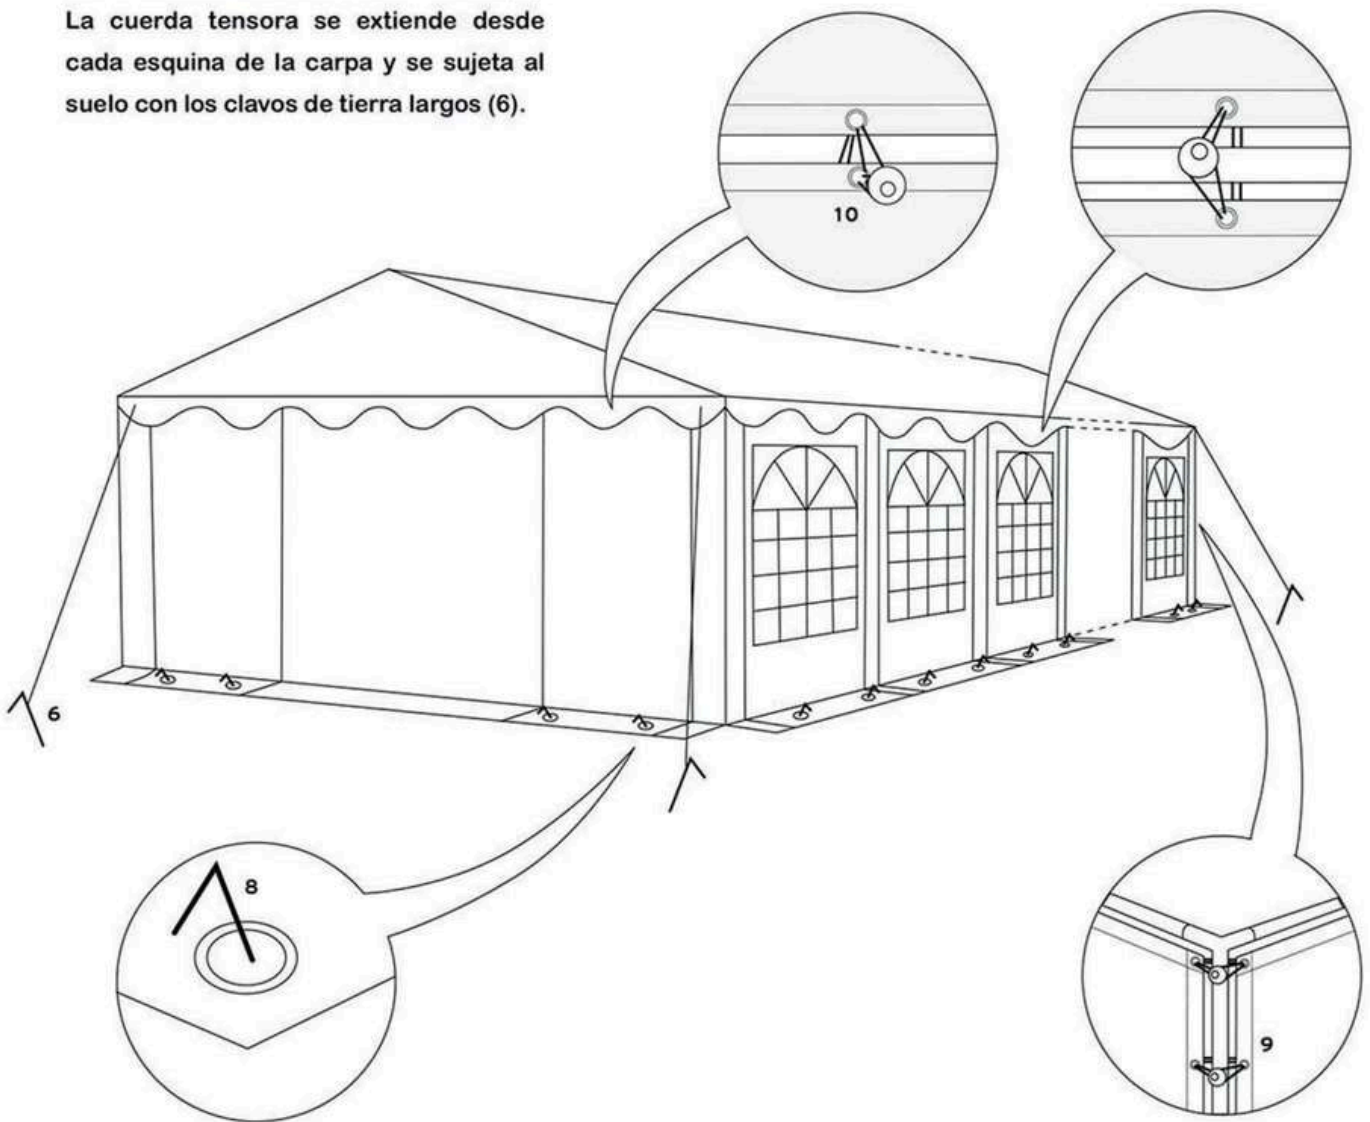 La cuerda tensora se extiende desde
cada esquina de la carpa y se sujeta al
suelo con los clavos de tierra largos (6).
10
6
8
9